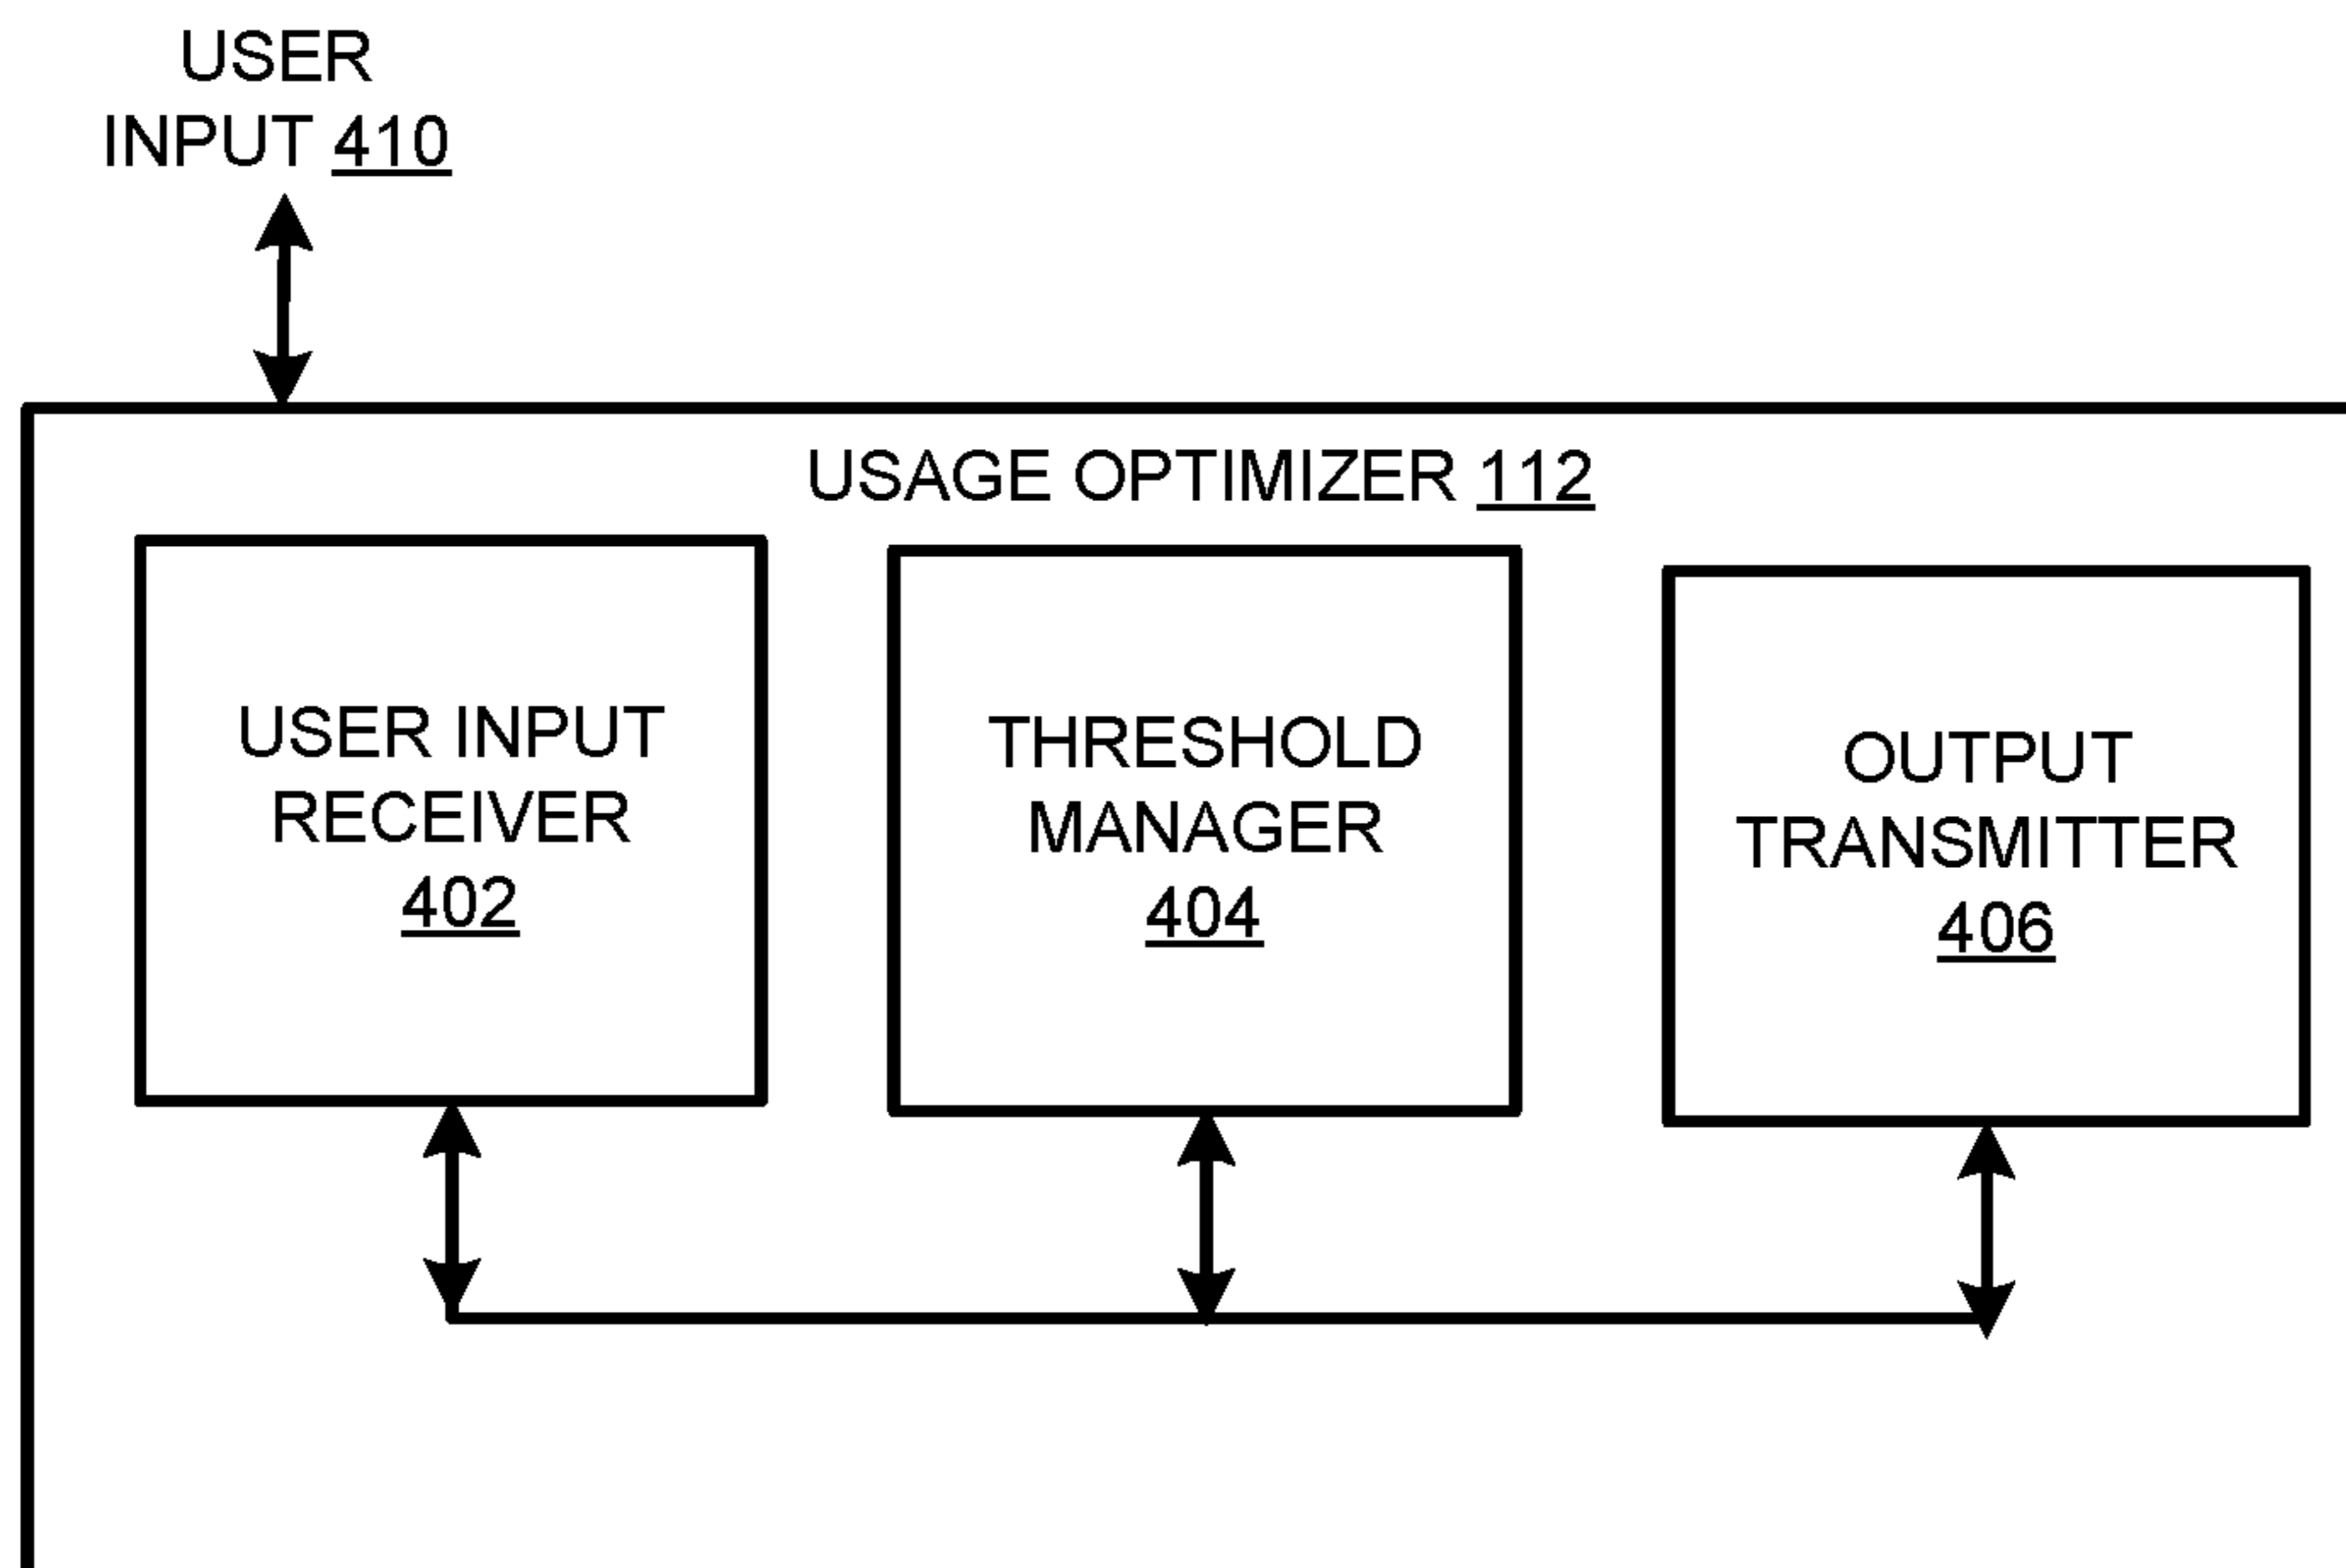 USER
INPUT 410
USAGE OPTIMIZER 112
USER INPUT
RECEIVER
402
THRESHOLD
MANAGER
404
OUTPUT
TRANSMITTER
406